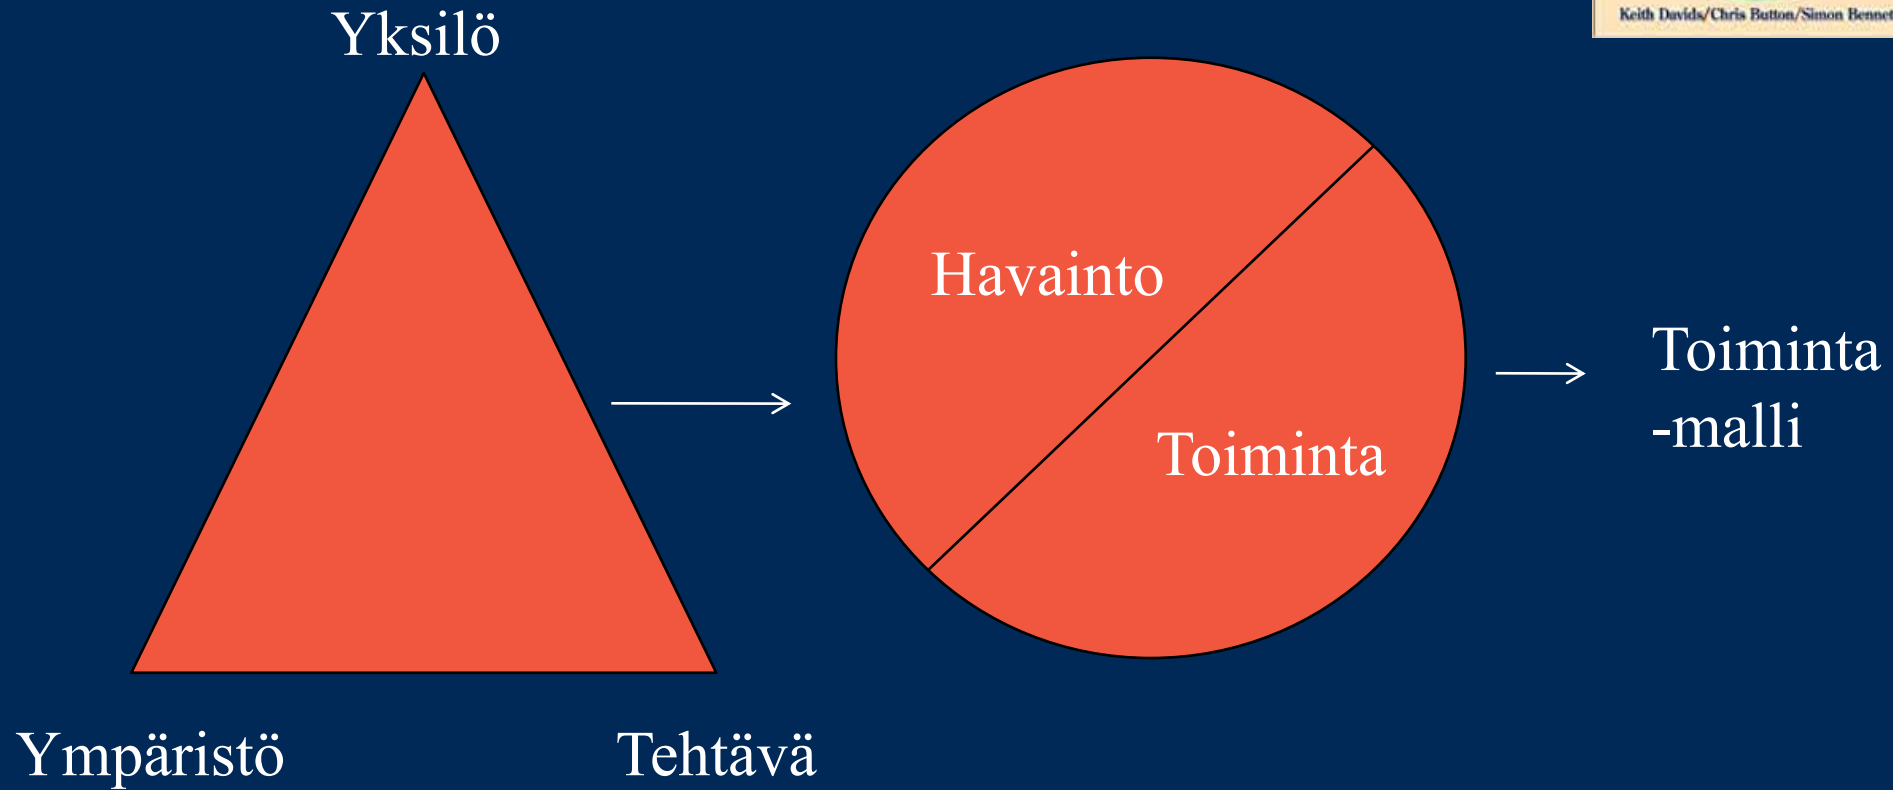 Keith Davids/Chris Button/Simon Bennet
Yksilö
Havainto
Toiminta
Toiminta
-malli
Ympäristö
Tehtävä